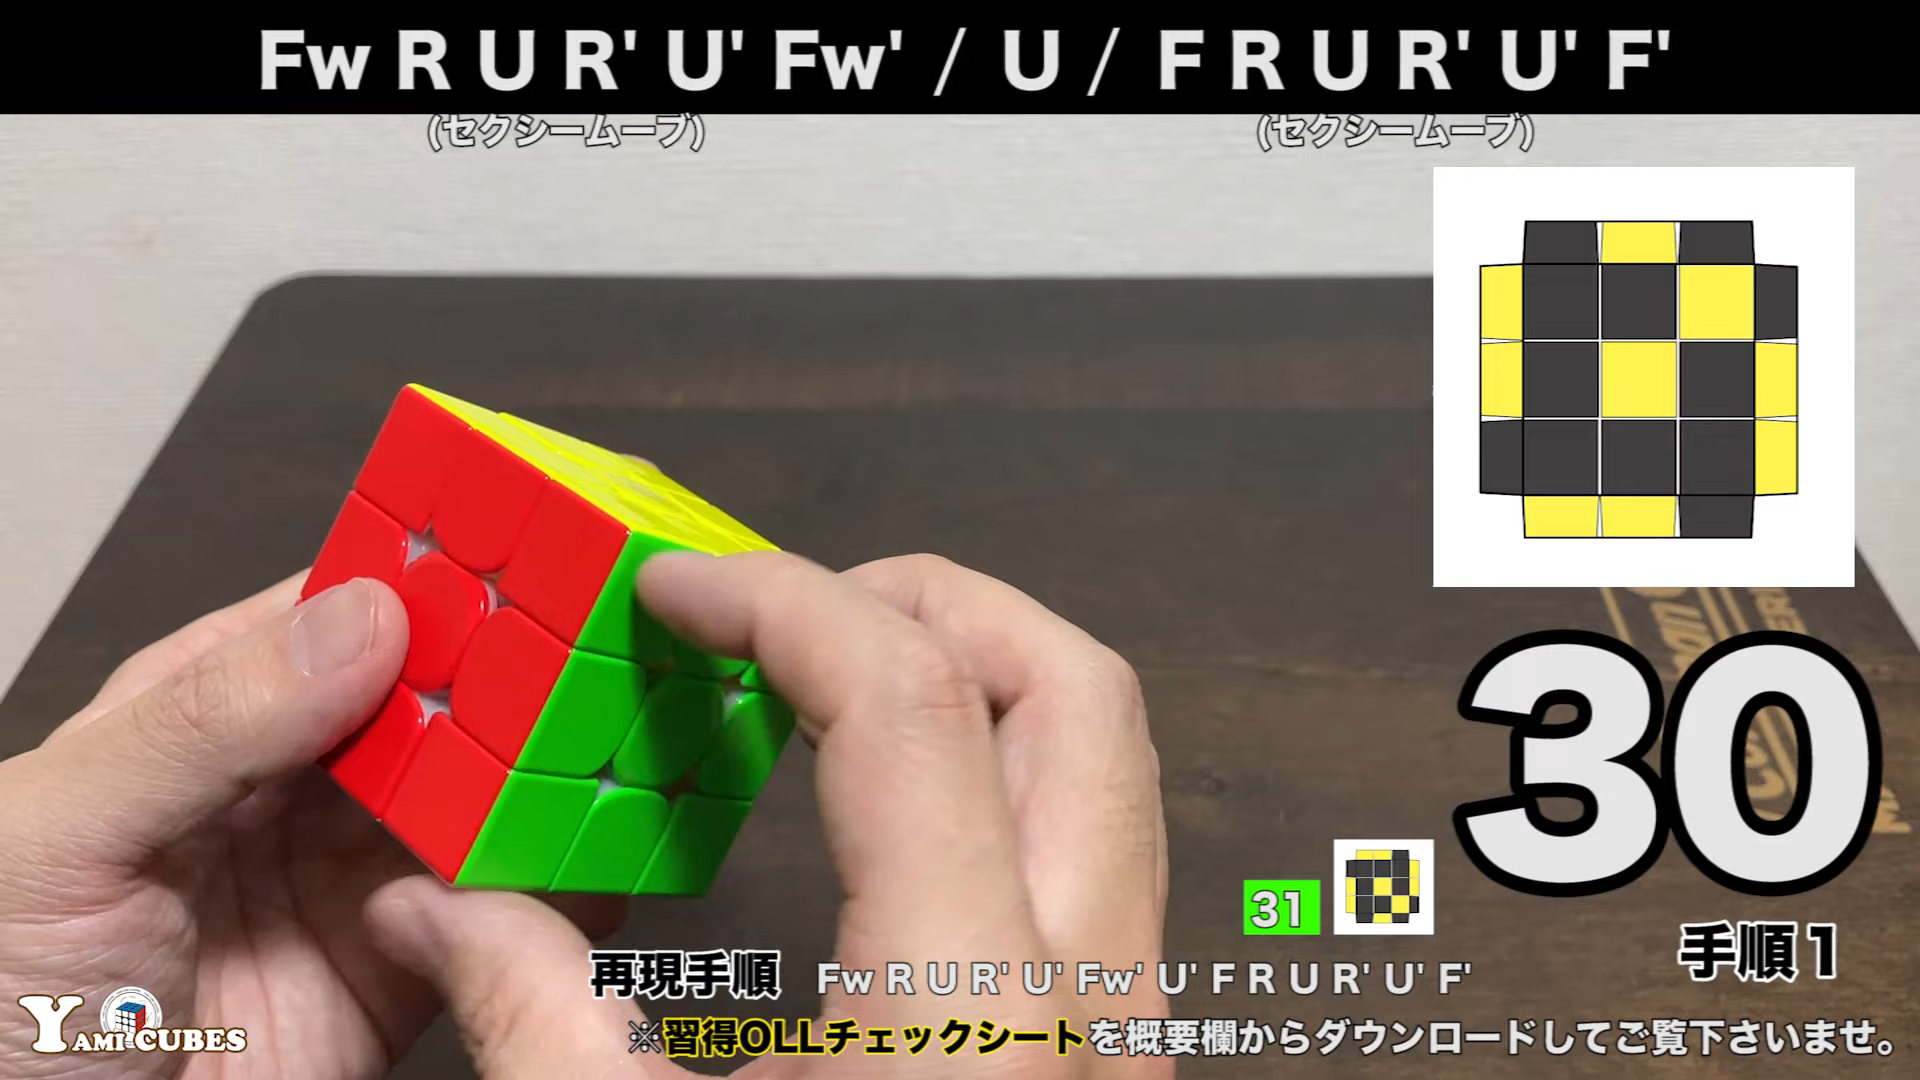 Fw R U R' U' Fw' / U / F R U R' U' F'
(セクシームーブ) (セクシームーブ)
30
31
手順1
再現手順 Fw R U R' U' Fw' U' F R U R' U' F'
YAMI CUBES
※習得OLLチェックシートを概要欄からダウンロードしてご覧下さいませ。